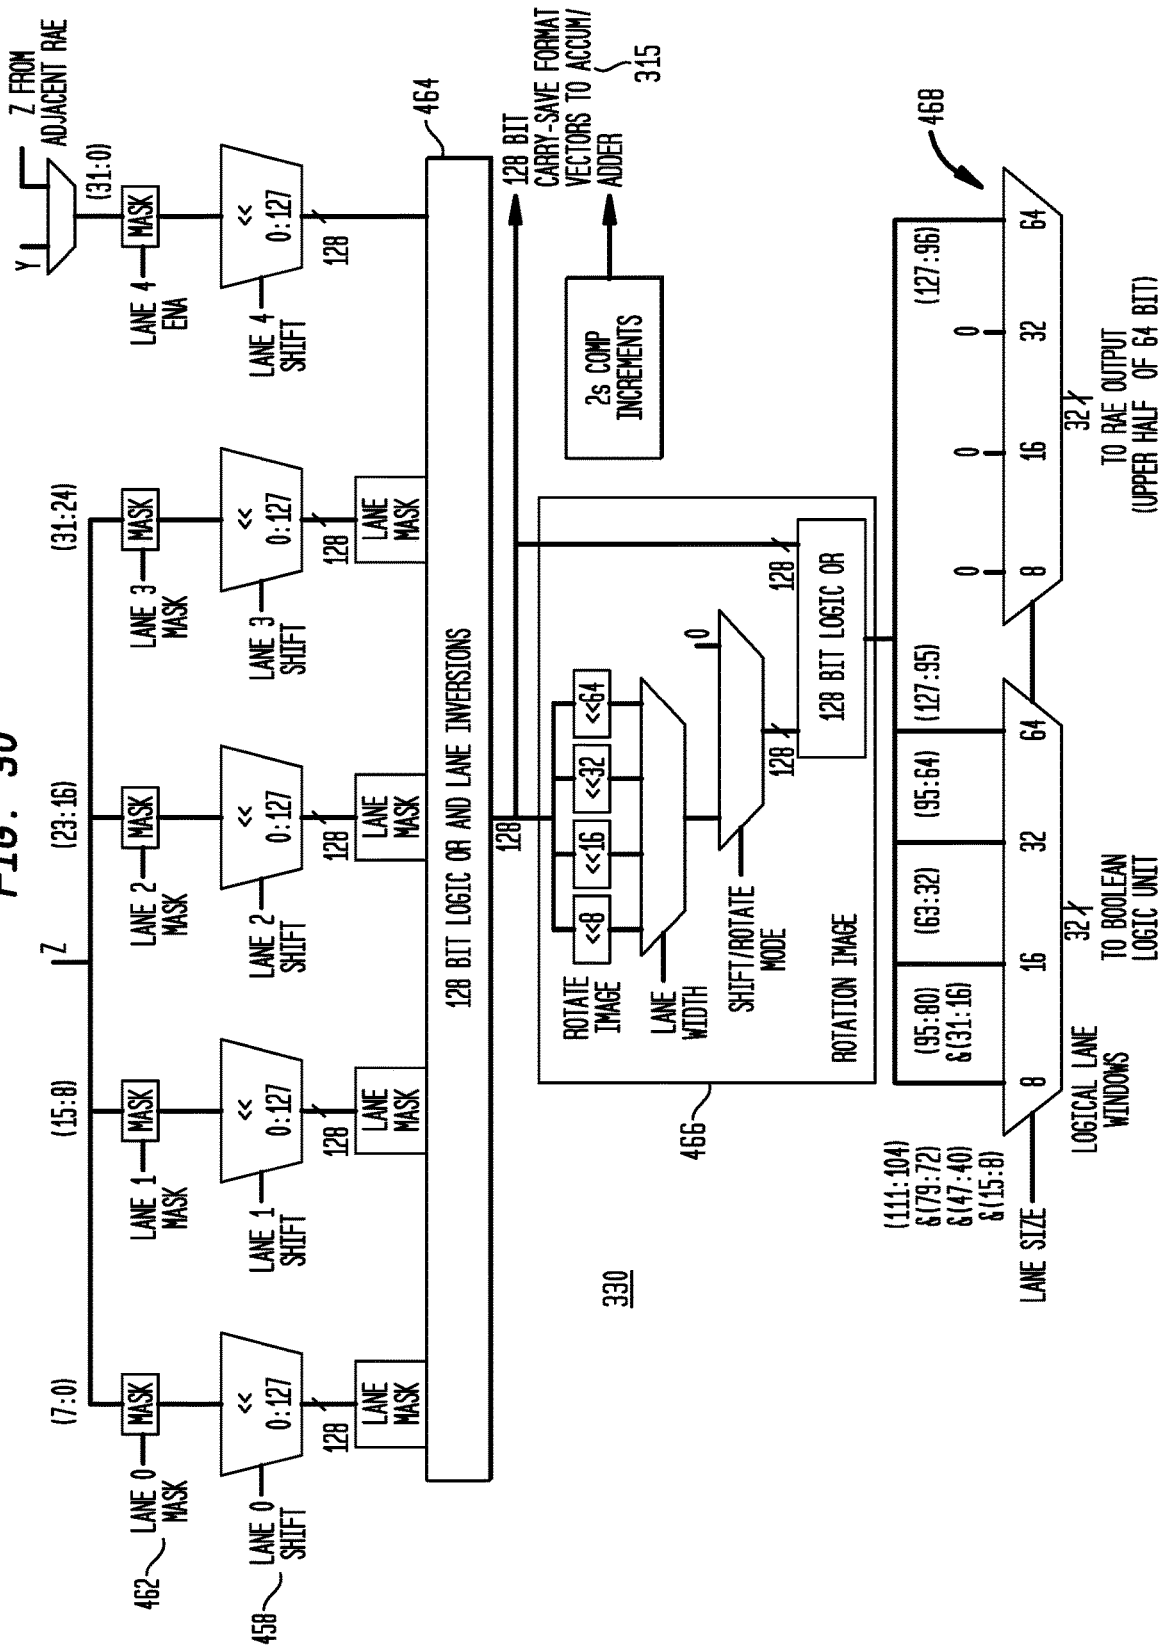 FIG. 30
Z FROM
ADJACENT RAE
Y
Z
(7:0)
(15:8)
(23:16)
(31:24)
(31:0)
MASK
MASK
MASK
MASK
MASK
LANE 0
MASK
LANE 1
MASK
LANE 2
MASK
LANE 3
MASK
LANE 4
ENA
462
<<
0:127
<<
0:127
<<
0:127
<<
0:127
<<
0:127
LANE 0
SHIFT
LANE 1
SHIFT
LANE 2
SHIFT
LANE 3
SHIFT
LANE 4
SHIFT
458
128
128
128
128
128
LANE
MASK
LANE
MASK
LANE
MASK
LANE
MASK
464
128 BIT LOGIC OR AND LANE INVERSIONS
128
128 BIT
CARRY-SAVE FORMAT
VECTORS TO ACCUM/
ADDER
315
2s COMP
INCREMENTS
ROTATE
IMAGE
<<8
<<16
<<32
<<64
LANE
WIDTH
0
SHIFT/ROTATE
MODE
128
128
128 BIT LOGIC OR
ROTATION IMAGE
466
330
468
(111:104)
&(79:72)
&(47:40)
&(15:8)
(95:80)
&(31:16)
(63:32)
(95:64)
(127:95)
0
0
0
(127:96)
LANE SIZE
8
16
32
64
8
16
32
64
LOGICAL LANE
WINDOWS
32
TO BOOLEAN
LOGIC UNIT
32
TO RAE OUTPUT
(UPPER HALF OF 64 BIT)